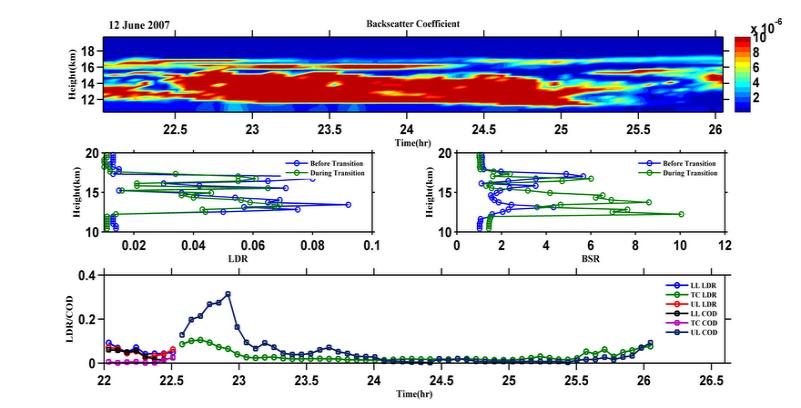 12 June 2007
Backscatter Coefficient
x 10^-6
18
16
14
12
Height(km)
10
8
6
4
2
22.5 23 23.5 24 24.5 25 25.5 26
Time(hr)
20
15
10
Height(km)
Before Transition
During Transition
0.02 0.04 0.06 0.08 0.1
LDR
20
15
10
Height(km)
Before Transition
During Transition
0 2 4 6 8 10 12
BSR
0.4
0.2
0
LDR/COD
LL LDR
TC LDR
UL LDR
LL COD
TC COD
UL COD
22 22.5 23 23.5 24 24.5 25 25.5 26 26.5
Time(hr)